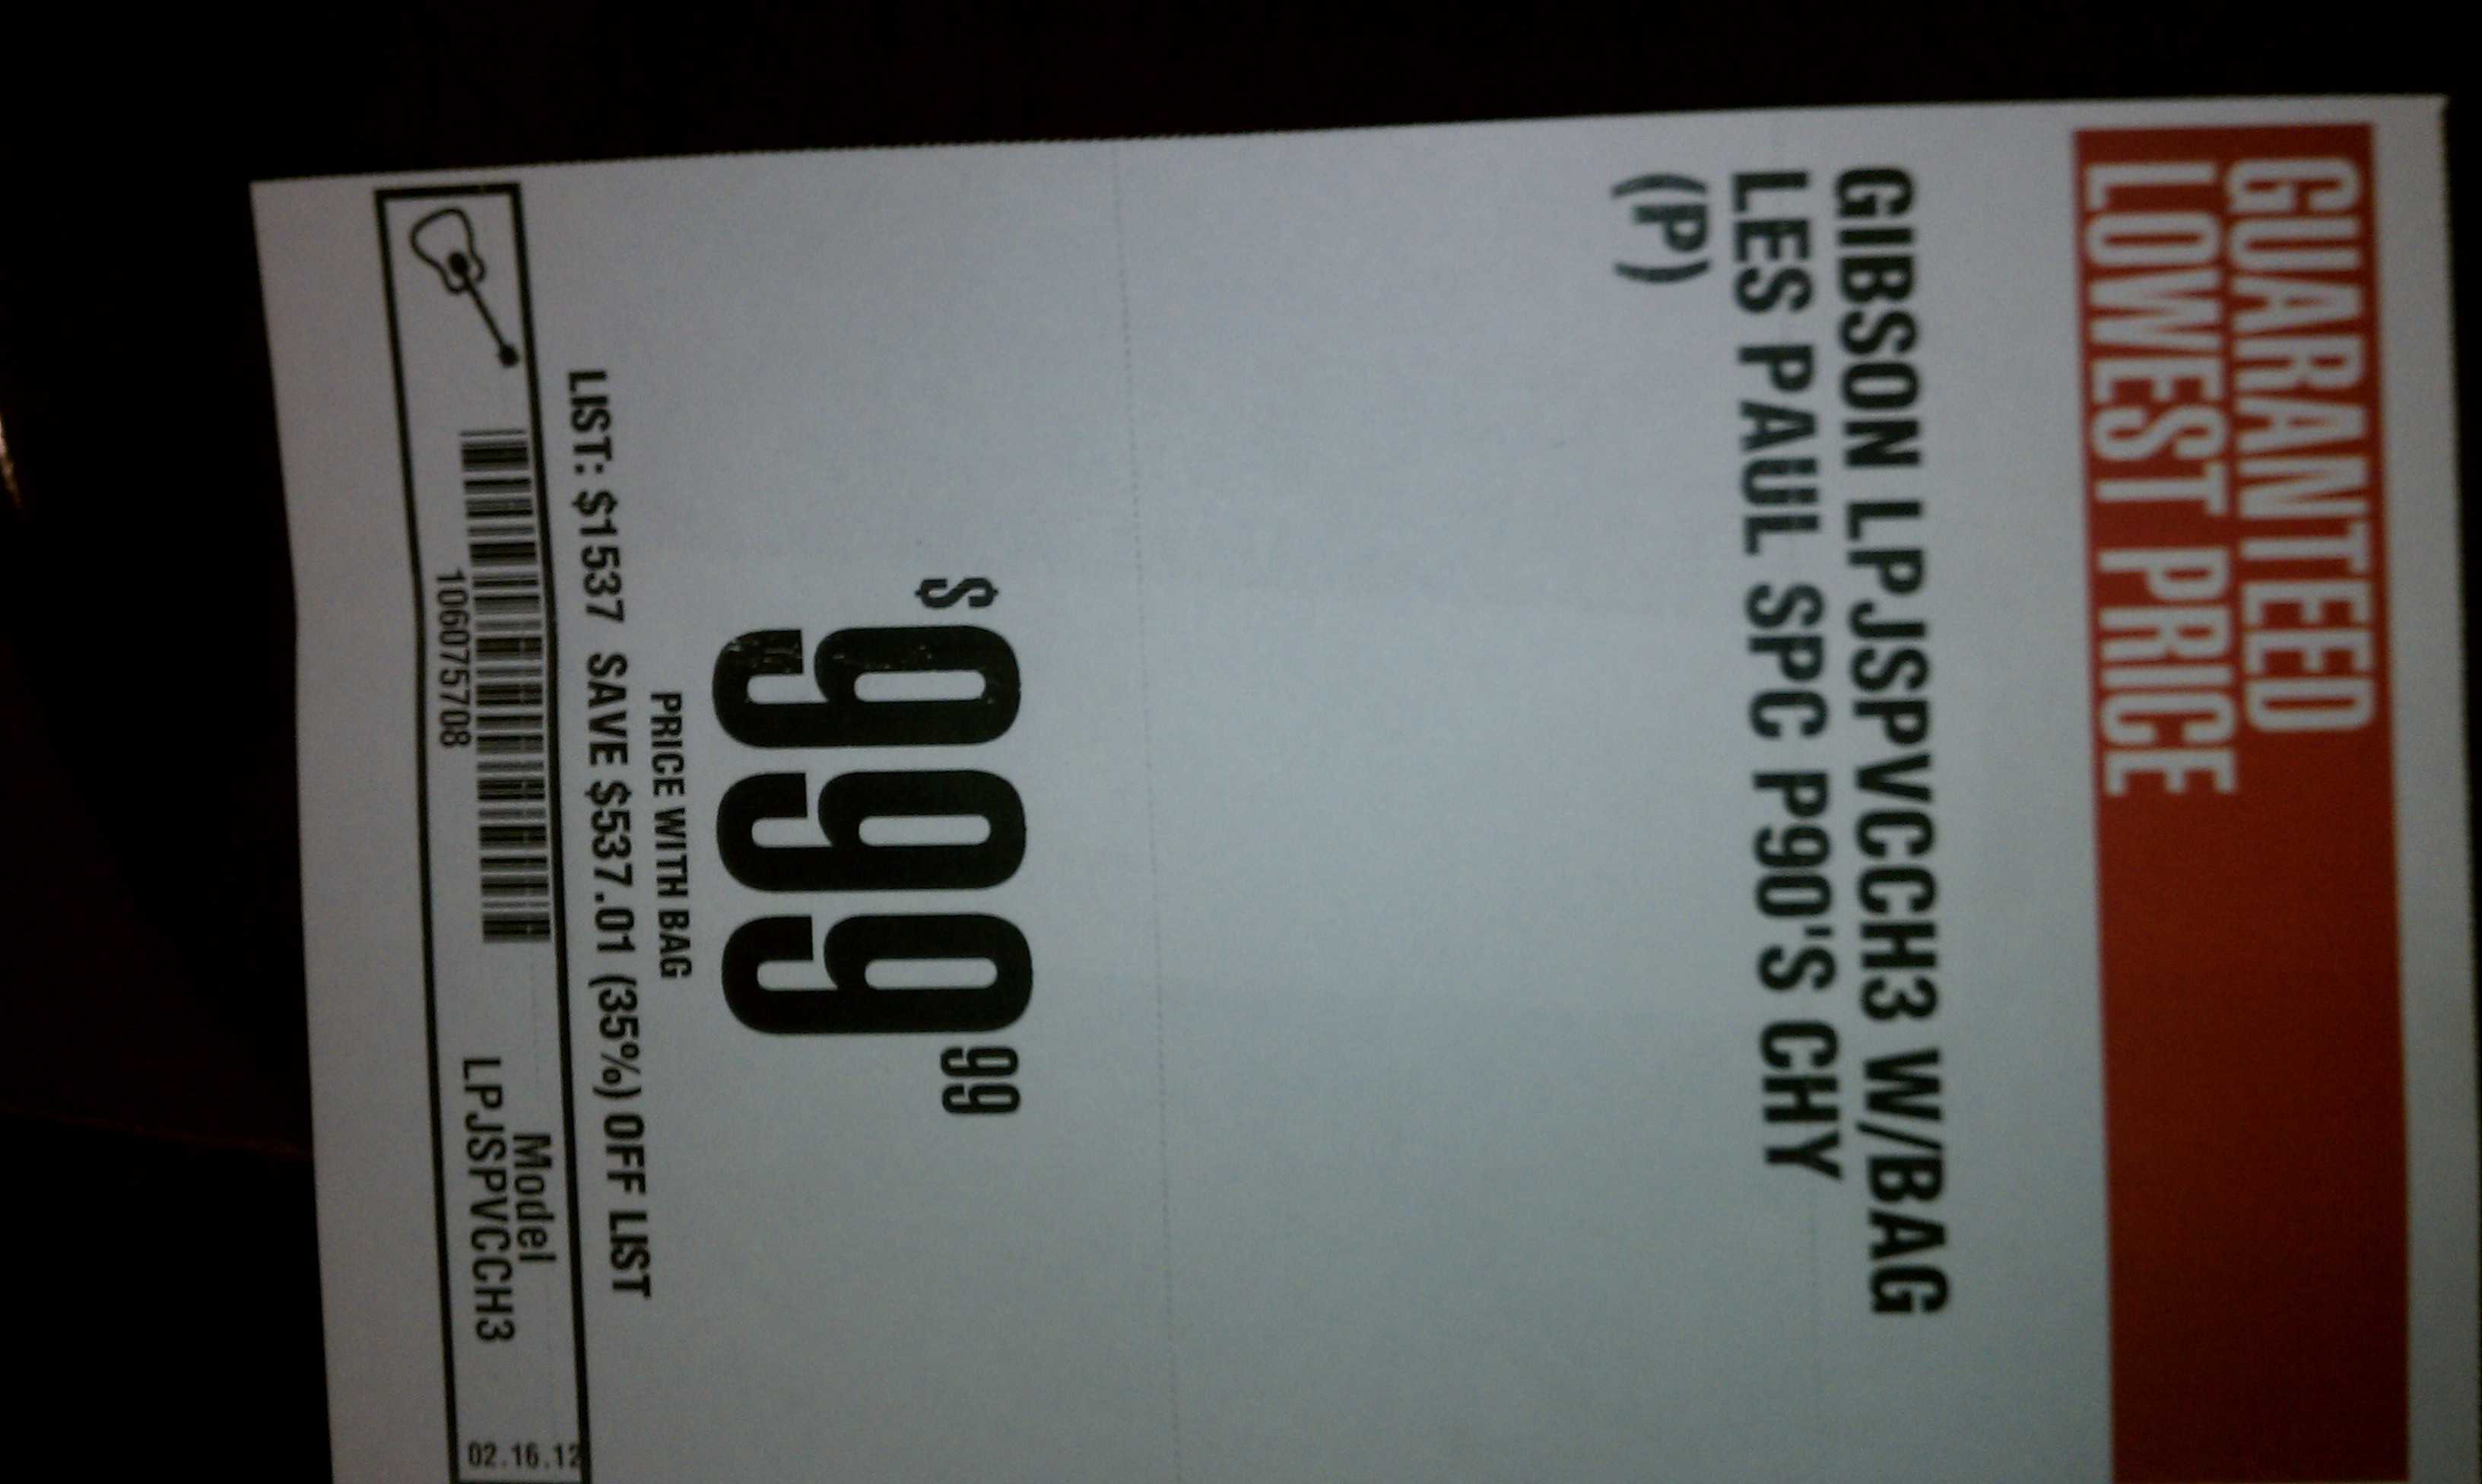 GUARANTEED
LOWEST PRICE
GIBSON LPJSPVCCH3 W/BAG
LES PAUL SPC P90'S CHY
(P)
$999 99
PRICE WITH BAG
LIST: $1537 SAVE $537.01 (35%) OFF LIST
Model
LPJSPVCCH3
106075708
02.16.12